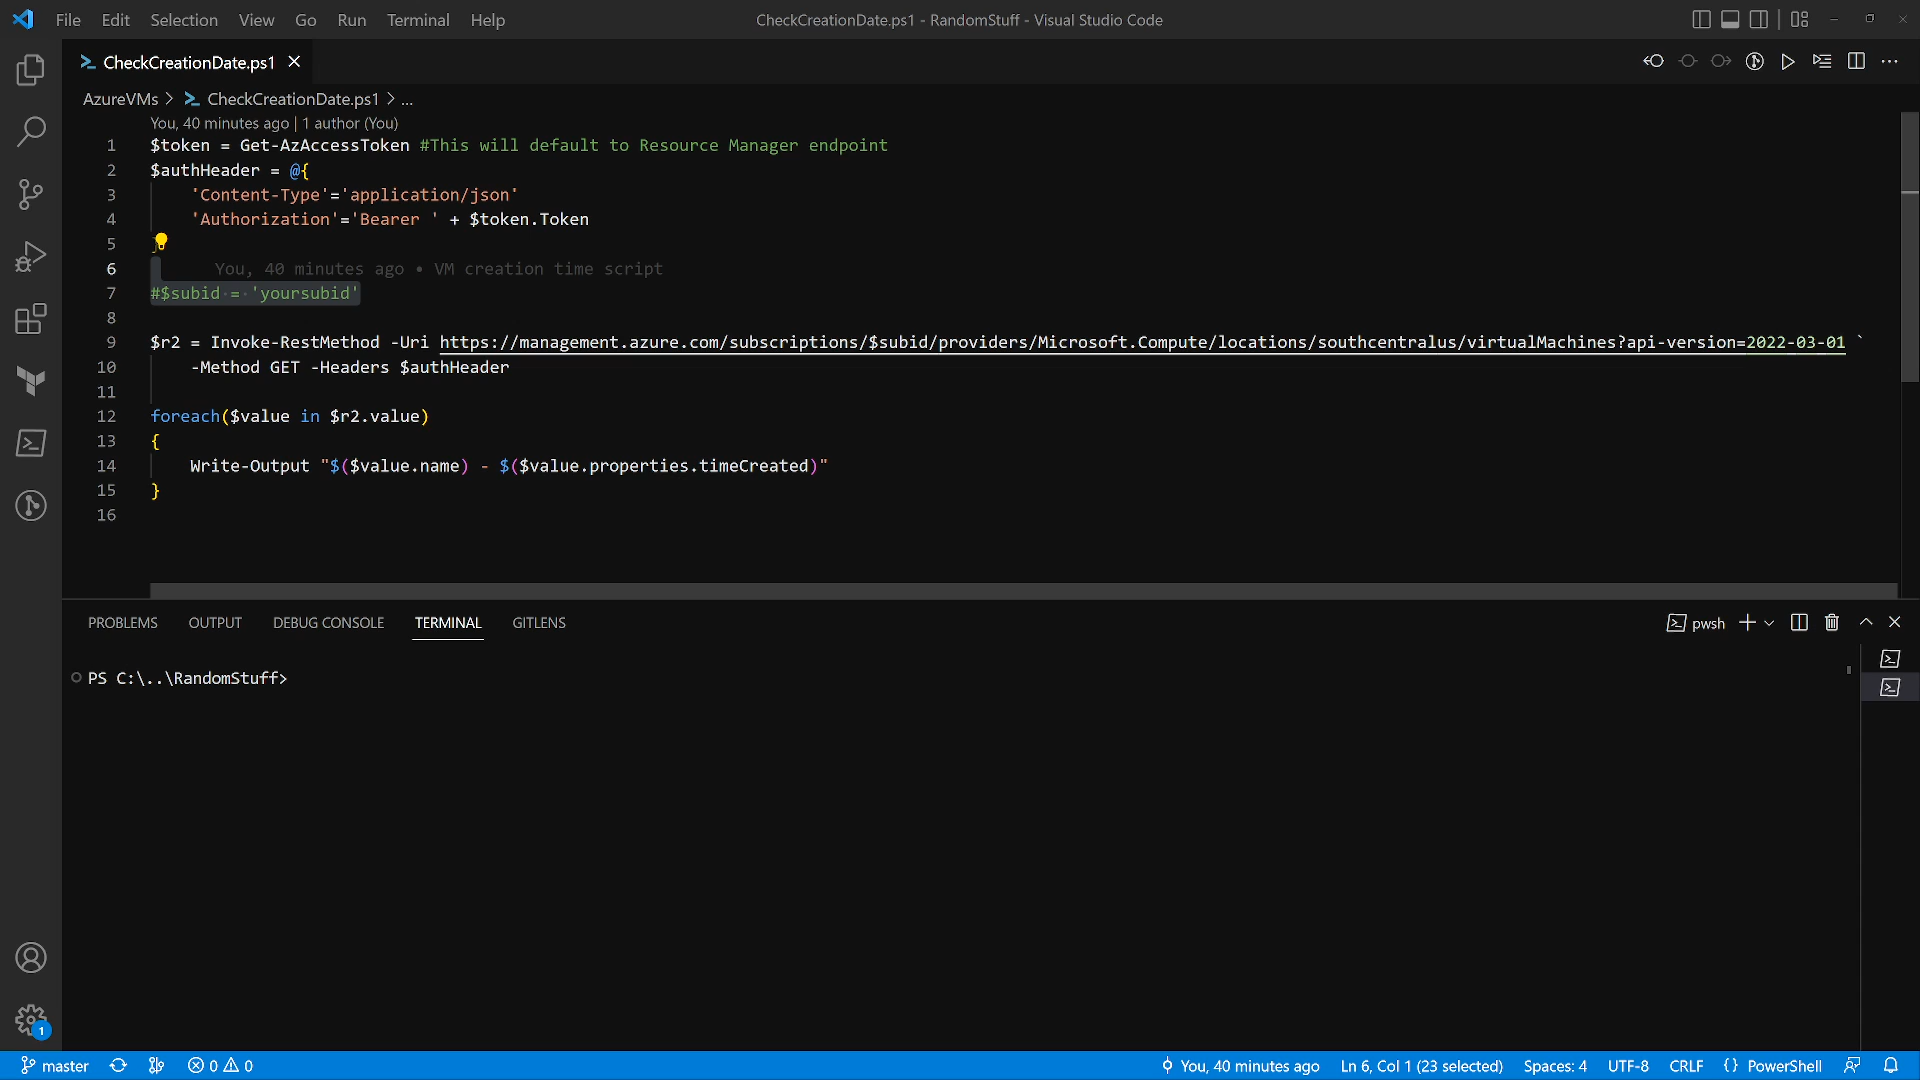 File Edit Selection View Go Run Terminal Help
CheckCreationDate.ps1 - RandomStuff - Visual Studio Code
CheckCreationDate.ps1
AzureVMs > CheckCreationDate.ps1 > ...
You, 40 minutes ago | 1 author (You)
1 $token = Get-AzAccessToken #This will default to Resource Manager endpoint
2 $authHeader = @{
3 'Content-Type'='application/json'
4 'Authorization'='Bearer ' + $token.Token
5 }
6 You, 40 minutes ago • VM creation time script
7 #$subid = 'yoursubid'
8
9 $r2 = Invoke-RestMethod -Uri https://management.azure.com/subscriptions/$subid/providers/Microsoft.Compute/locations/southcentralus/virtualMachines?api-version=2022-03-01 `
10 -Method GET -Headers $authHeader
11
12 foreach($value in $r2.value)
13 {
14 Write-Output "$($value.name) - $($value.properties.timeCreated)"
15 }
16
PROBLEMS OUTPUT DEBUG CONSOLE TERMINAL GITLENS
pwsh
PS C:\..\RandomStuff>
1
master 0 0
You, 40 minutes ago Ln 6, Col 1 (23 selected) Spaces: 4 UTF-8 CRLF {} PowerShell